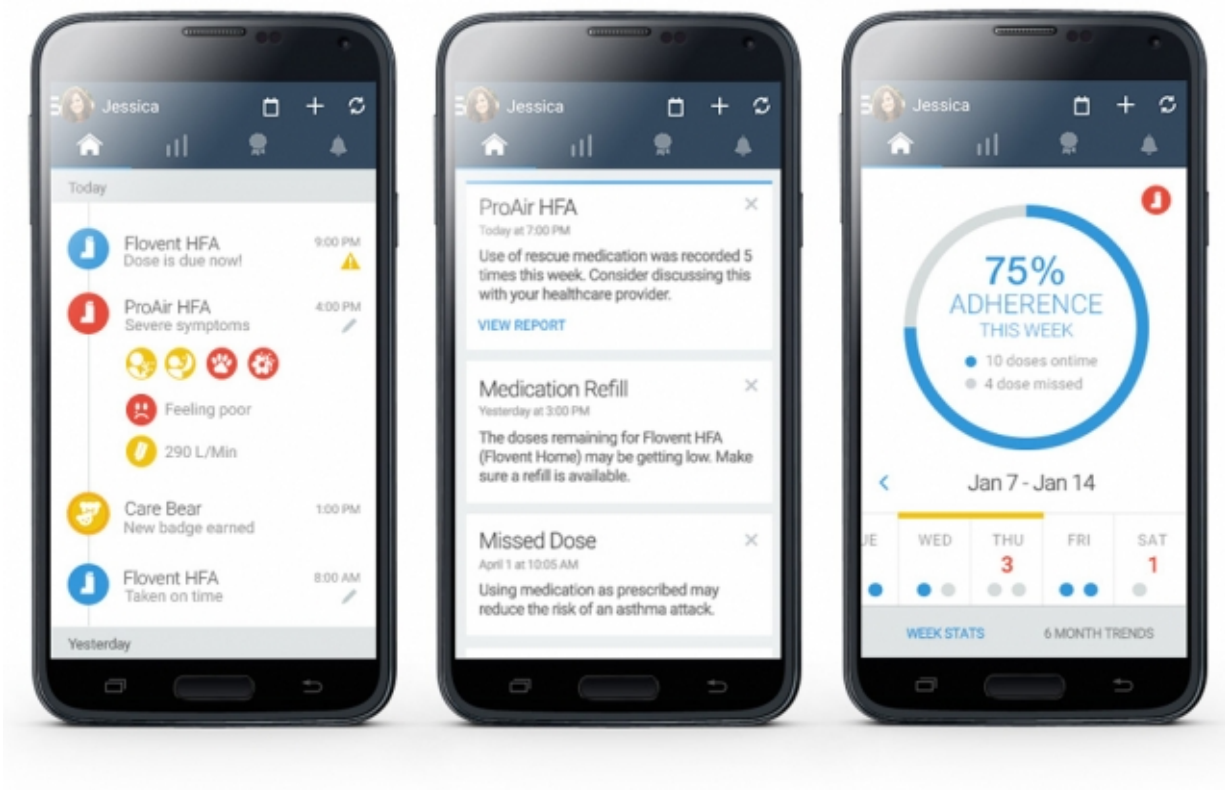 Jessica
Today
Flovent HFA
9:00 PM
Dose is due now!
ProAir HFA
4:00 PM
Severe symptoms
Feeling poor
290 L/Min
Care Bear
1:00 PM
New badge earned
Flovent HFA
8:00 AM
Taken on time
Yesterday
Jessica
ProAir HFA
Today at 7:00 PM
Use of rescue medication was recorded 5
times this week. Consider discussing this
with your healthcare provider.
VIEW REPORT
Medication Refill
Yesterday at 3:00 PM
The doses remaining for Flovent HFA
(Flovent Home) may be getting low. Make
sure a refill is available.
Missed Dose
April 1 at 10:05 AM
Using medication as prescribed may
reduce the risk of an asthma attack.
Jessica
75%
ADHERENCE
THIS WEEK
10 doses ontime
4 dose missed
Jan 7 - Jan 14
UE WED THU FRI SAT
3 1
WEEK STATS 6 MONTH TRENDS